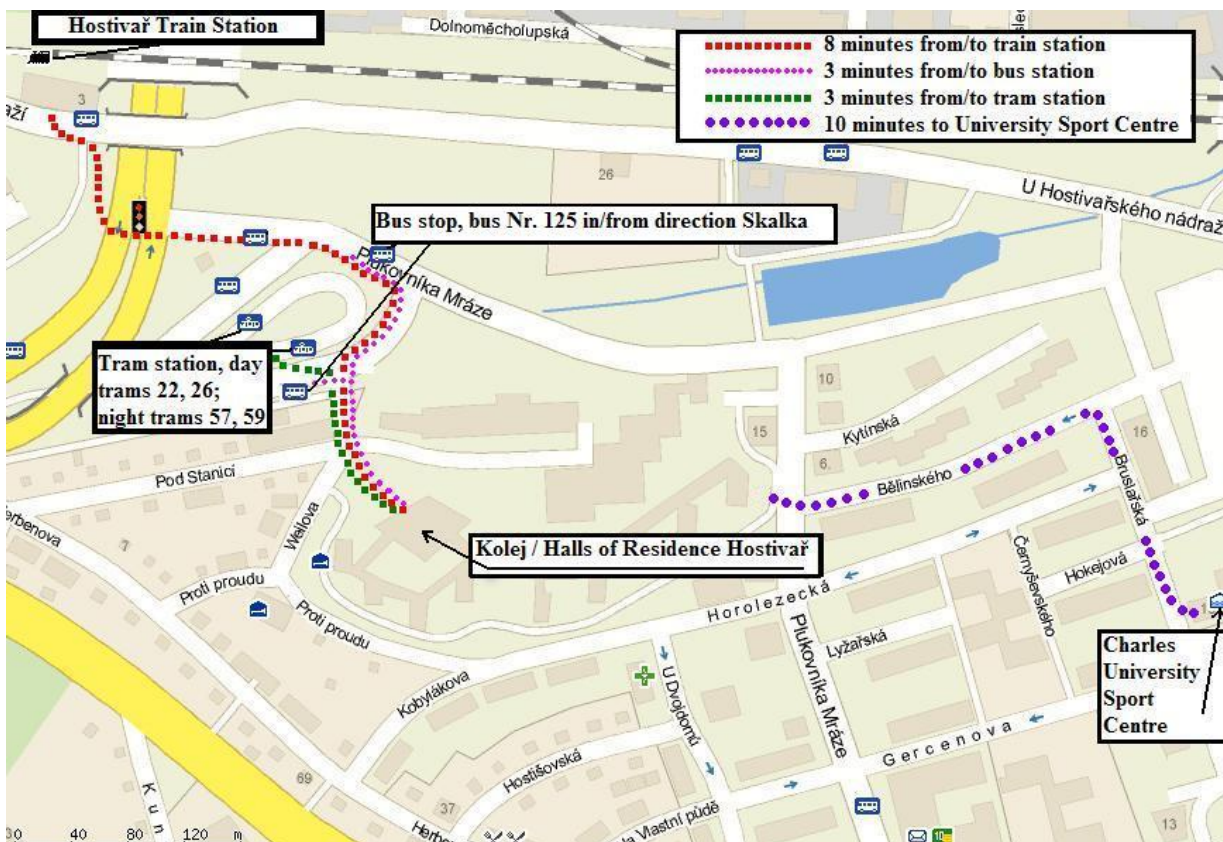 Hostivař Train Station
Dolnoměcholupská
8 minutes from/to train station
3 minutes from/to bus station
3 minutes from/to tram station
10 minutes to University Sport Centre
3
26
U Hostivařského nádraž
Bus stop, bus Nr. 125 in/from direction Skalka
Plukovníka Mráze
Tram station, day
trams 22, 26;
night trams 57, 59
10
15
16
6.
Kytínská
Bělinského
Bruslařská
Pod Stanicí
Weilova
7
Proti proudu
Proti proudu
Kolej / Halls of Residence Hostivař
Horolezecká
Černyševského
Hokejová
Lyžařská
Plukovníka Mráze
U Dvojdomů
Kobylákova
Charles
University
Sport
Centre
Gercenova
Hostišovská
69
37
13
Kun
Vlastní půdě
40 80 120 m